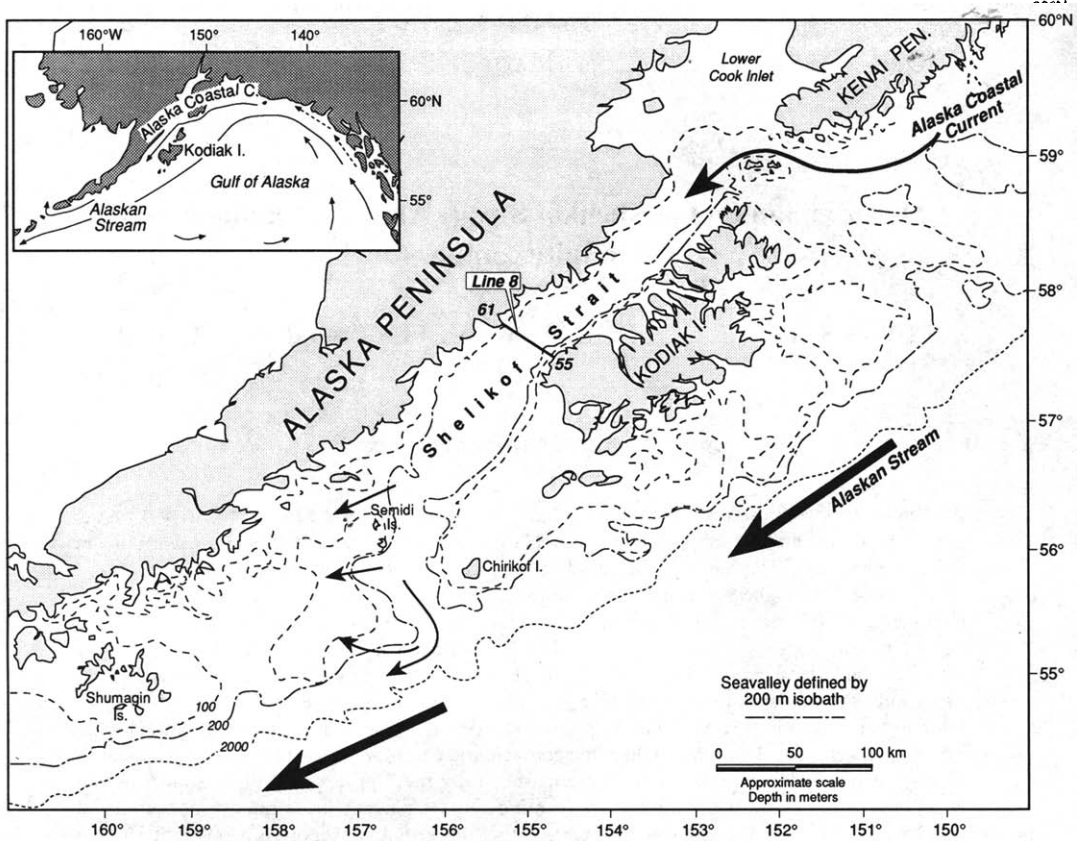 160°W
150°
140°
60°N
Alaska Coastal C.
60°N
Kodiak I.
Gulf of Alaska
55°
Alaskan
Stream
Lower
Cook Inlet
KENAI PEN.
Alaska Coastal
Current
59°
ALASKA PENINSULA
Line 8
61
55
Shelikof Strait
58°
KODIAK I.
57°
Alaskan Stream
Semidi
Is.
56°
Chirikof I.
55°
Shumagin
Is.
100
200
2000
Seavalley defined by
200 m isobath
0 50 100 km
Approximate scale
Depth in meters
160° 159° 158° 157° 156° 155° 154° 153° 152° 151° 150°